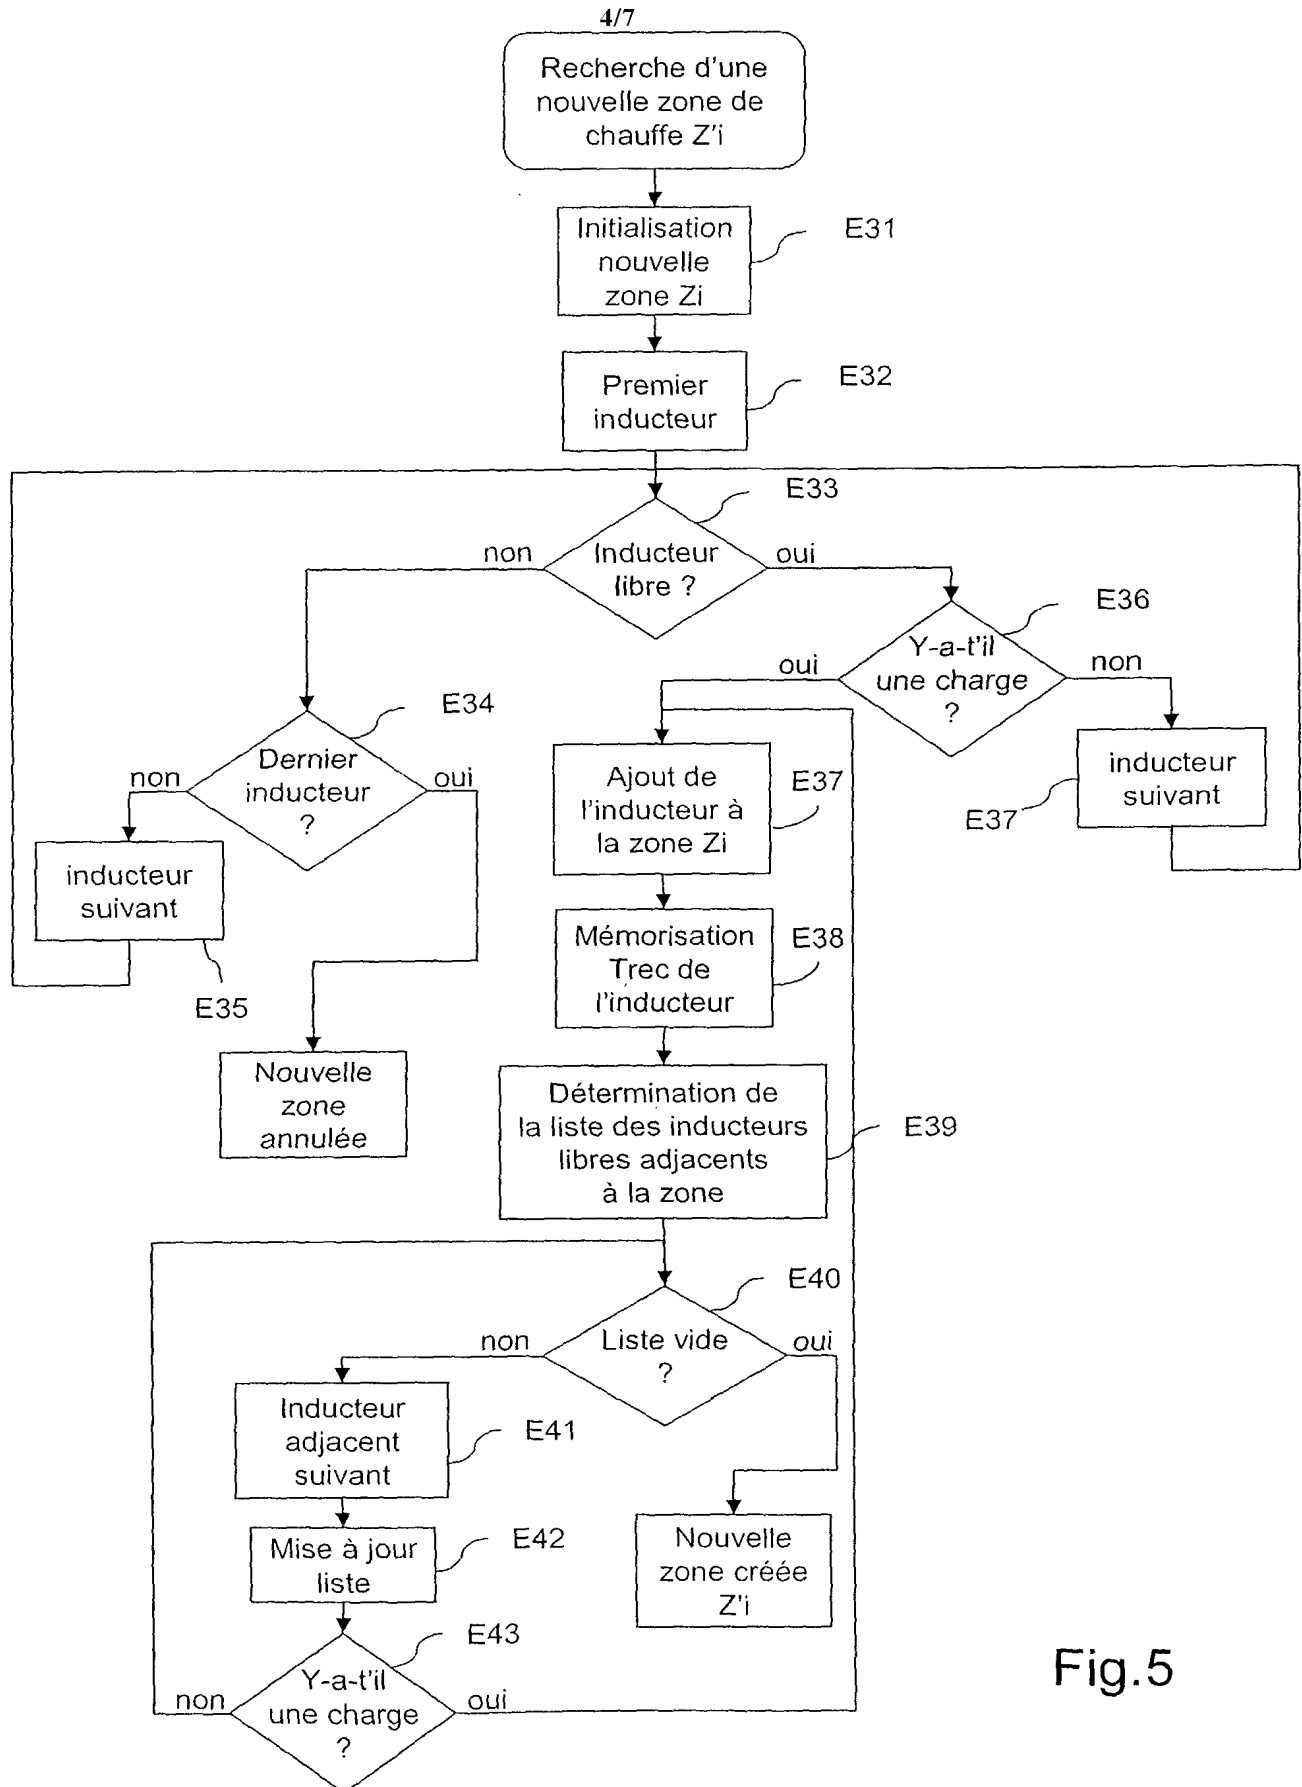 4/7
Recherche d'une
nouvelle zone de
chauffe Z'i
Initialisation
nouvelle
zone Zi
E31
Premier
inducteur
E32
E33
Inducteur
libre ?
non
oui
E36
Y-a-t'il
une charge
?
oui
non
E34
Dernier
inducteur
?
non
oui
inducteur
suivant
E37
Ajout de
l'inducteur à
la zone Zi
E37
inducteur
suivant
E35
Mémorisation
Trec de
l'inducteur
E38
Nouvelle
zone
annulée
Détermination de
la liste des inducteurs
libres adjacents
à la zone
E39
E40
Liste vide
?
non
oui
Inducteur
adjacent
suivant
E41
Mise à jour
liste
E42
Nouvelle
zone créée
Z'i
E43
Y-a-t'il
une charge
?
non
oui
Fig.5